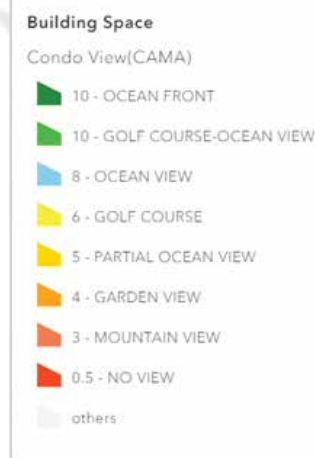 Building Space
Condo View(CAMA)
10 - OCEAN FRONT
10 - GOLF COURSE-OCEAN VIEW
8 - OCEAN VIEW
6 - GOLF COURSE
5 - PARTIAL OCEAN VIEW
4 - GARDEN VIEW
3 - MOUNTAIN VIEW
0.5 - NO VIEW
others